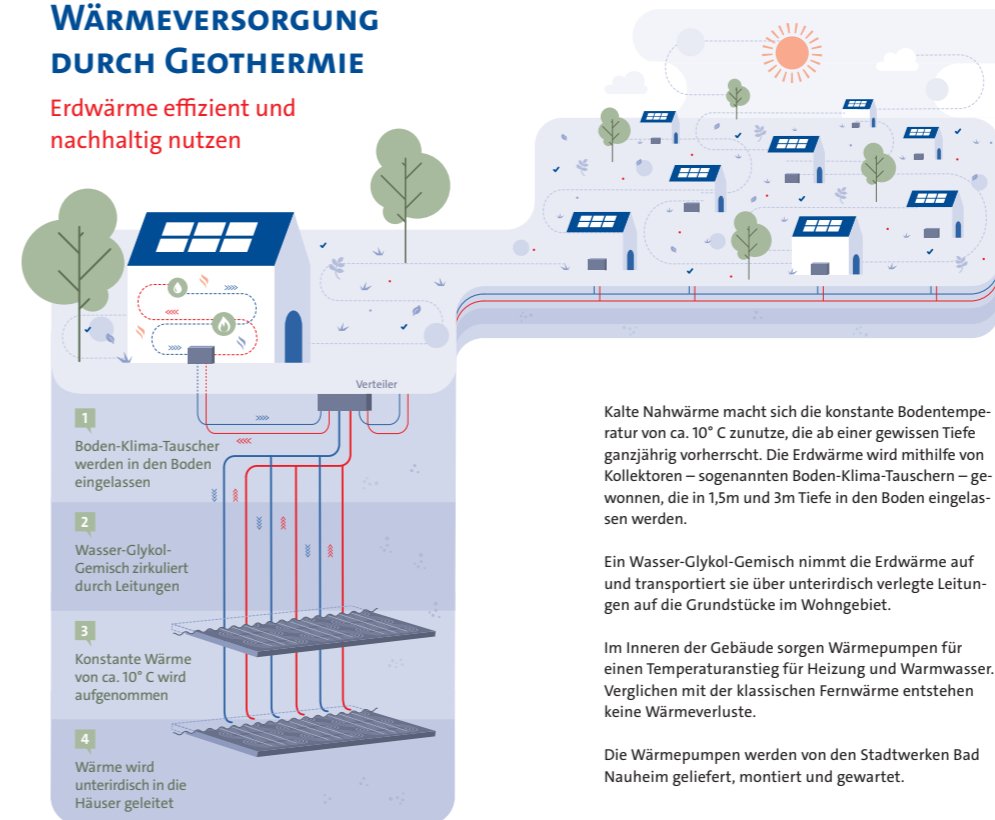 WÄRMEVERSORGUNG
DURCH GEOTHERMIE
Erdwärme effizient und
nachhaltig nutzen
Verteiler
1
Boden-Klima-Tauscher
werden in den Boden
eingelassen
2
Wasser-Glykol-
Gemisch zirkuliert
durch Leitungen
3
Konstante Wärme
von ca. 10° C wird
aufgenommen
4
Wärme wird
unterirdisch in die
Häuser geleitet
Kalte Nahwärme macht sich die konstante Bodentempe-
ratur von ca. 10° C zunutze, die ab einer gewissen Tiefe
ganzjährig vorherrscht. Die Erdwärme wird mithilfe von
Kollektoren – sogenannten Boden-Klima-Tauschern – ge-
wonnen, die in 1,5m und 3m Tiefe in den Boden eingelas-
sen werden.
Ein Wasser-Glykol-Gemisch nimmt die Erdwärme auf
und transportiert sie über unterirdisch verlegte Leitun-
gen auf die Grundstücke im Wohngebiet.
Im Inneren der Gebäude sorgen Wärmepumpen für
einen Temperaturanstieg für Heizung und Warmwasser.
Verglichen mit der klassischen Fernwärme entstehen
keine Wärmeverluste.
Die Wärmepumpen werden von den Stadtwerken Bad
Nauheim geliefert, montiert und gewartet.